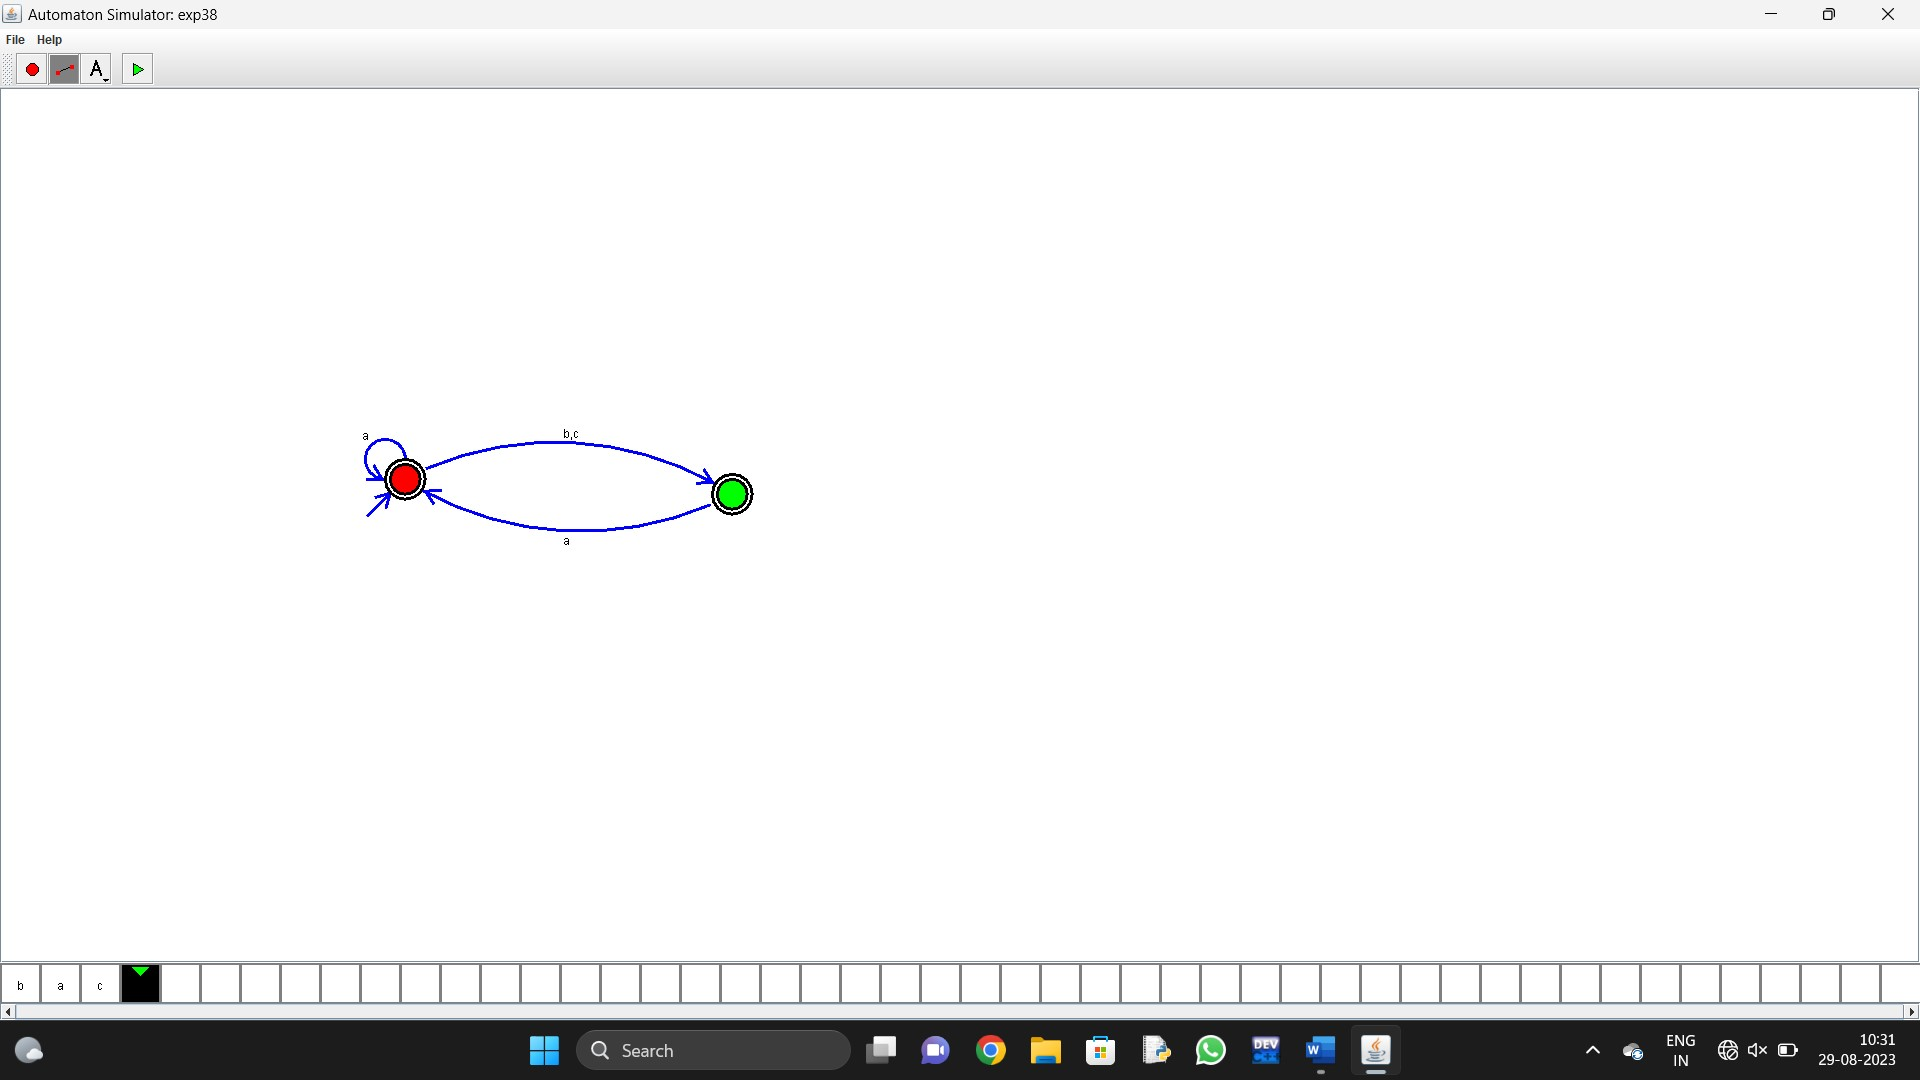 Automaton Simulator: exp38
File Help
A
a
b,c
a
b a c
Search
DEV
C++
W
ENG
IN
10:31
29-08-2023